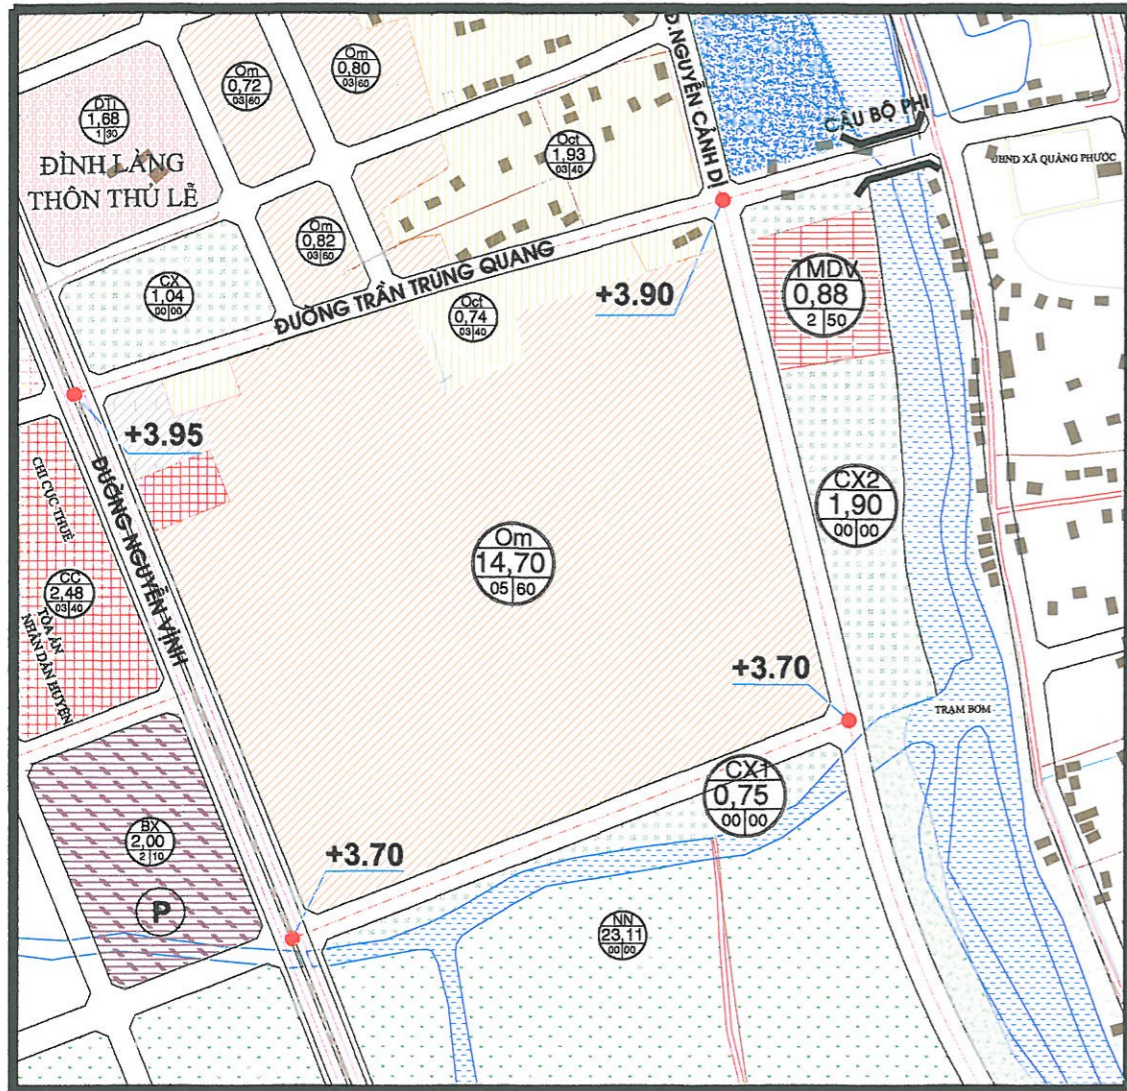 Đ.NGUYỄN CẢNH DỊ
Om
0,80
03|60
Om
0,72
03|60
DTI
1,68
1|30
CẦU BỘ PHI
Oct
1,93
03|40
UBND XÃ QUẢNG PHƯỚC
ĐÌNH LÀNG
THÔN THỦ LỄ
Om
0,82
03|60
CX
1,04
00|00
ĐƯỜNG TRẦN TRÙNG QUANG
TMDV
0,88
2|50
+3.90
Oct
0,74
03|40
+3.95
CHI CỤC THUẾ
ĐƯỜNG NGUYỄN VỊNH
CX2
1,90
00|00
Om
14,70
05|60
CC
2,48
03|40
TÒA ÁN
NHÂN DÂN HUYỆN
+3.70
TRẠM BƠM
CX1
0,75
00|00
BX
2,00
2|10
+3.70
P
NN
23,11
00|00